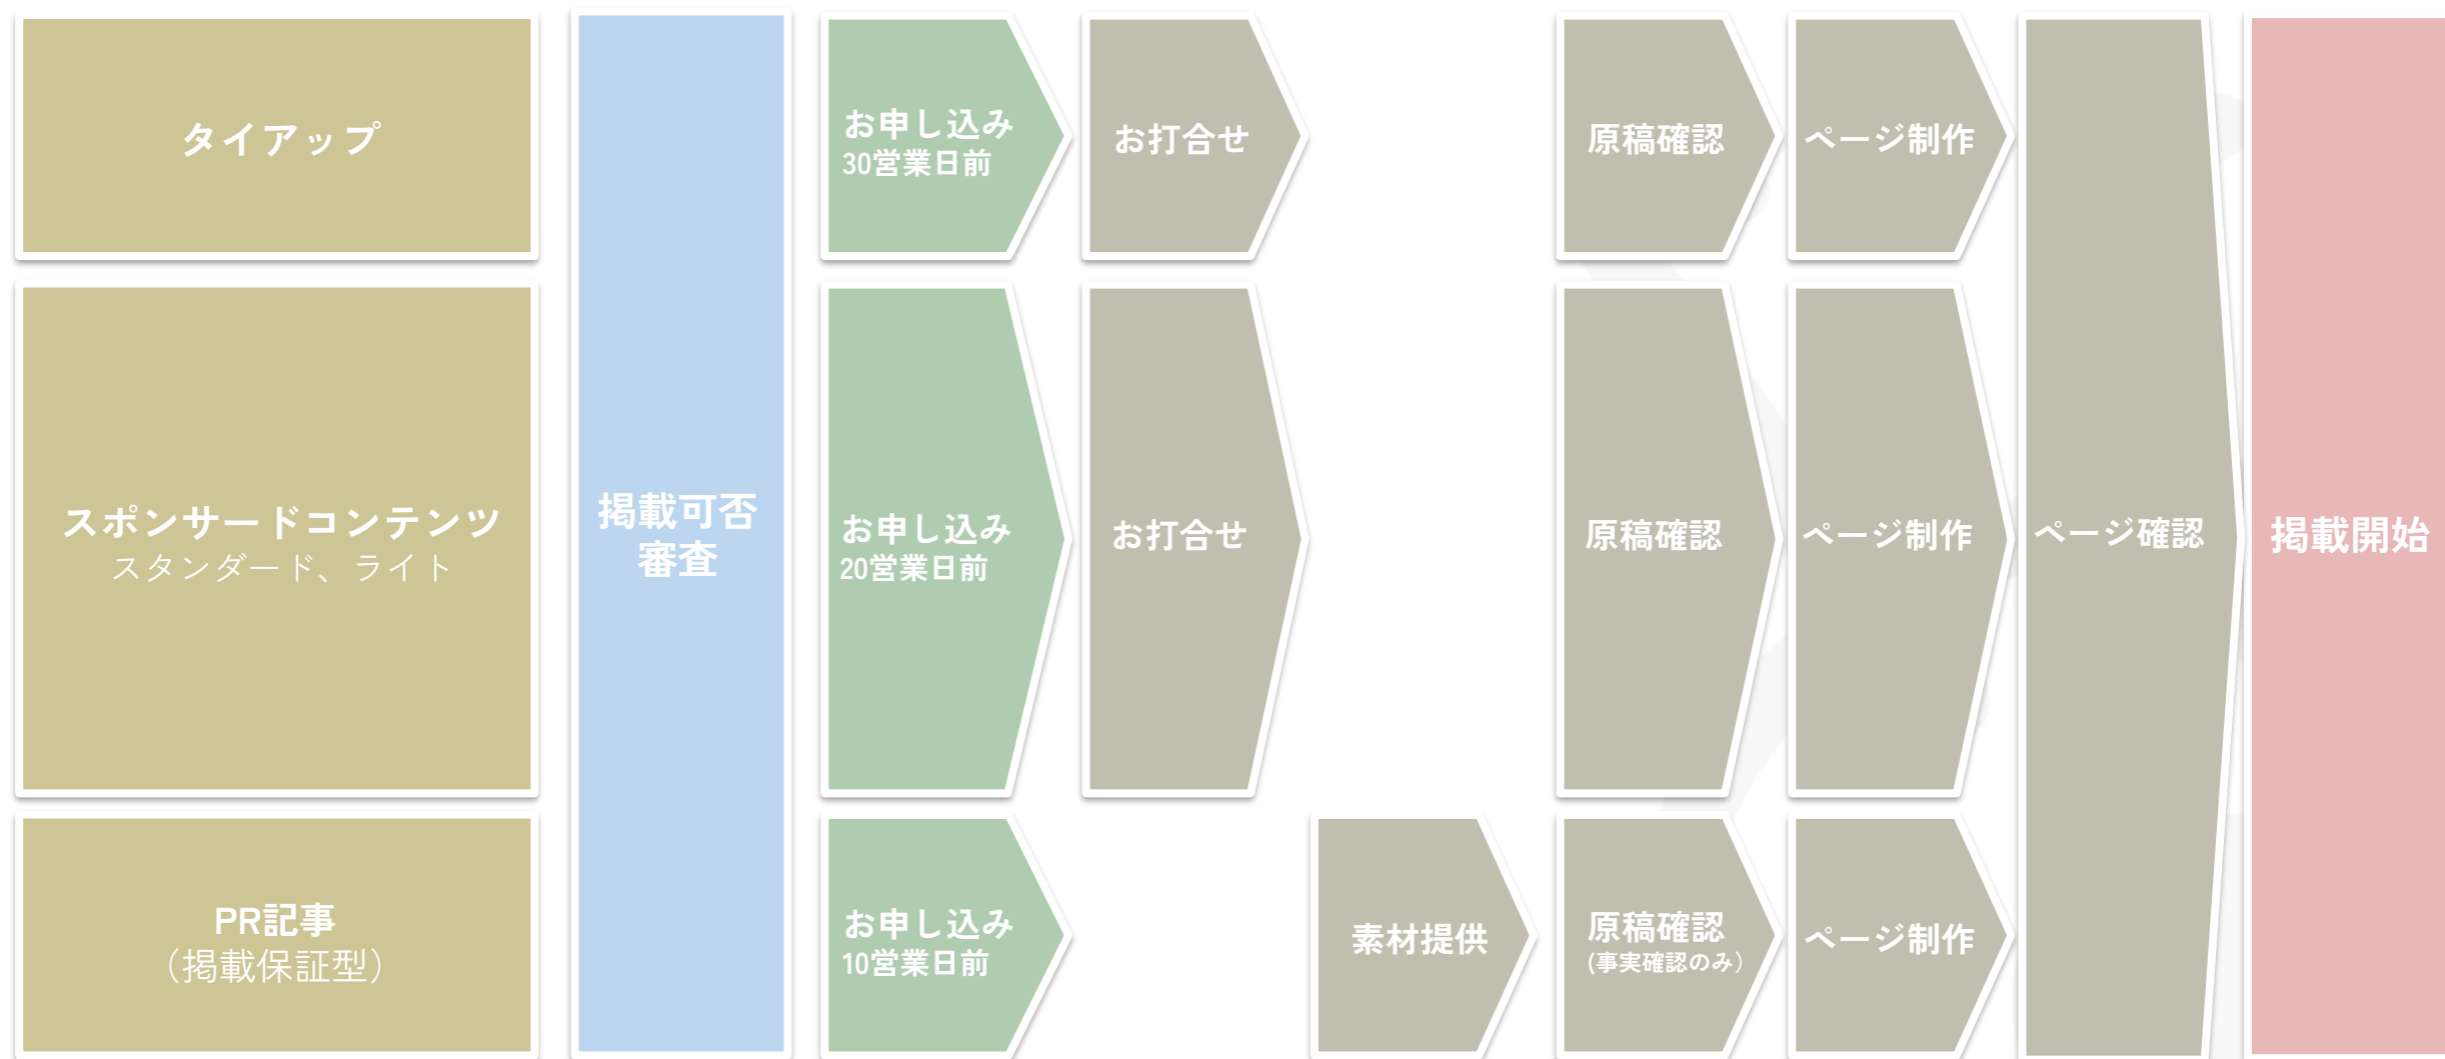 タイアップ
お申し込み
30営業日前
お打合せ
原稿確認
ページ制作
スポンサードコンテンツ
スタンダード、ライト
掲載可否
審査
お申し込み
20営業日前
お打合せ
原稿確認
ページ制作
ページ確認
掲載開始
PR記事
（掲載保証型）
お申し込み
10営業日前
素材提供
原稿確認
(事実確認のみ）
ページ制作